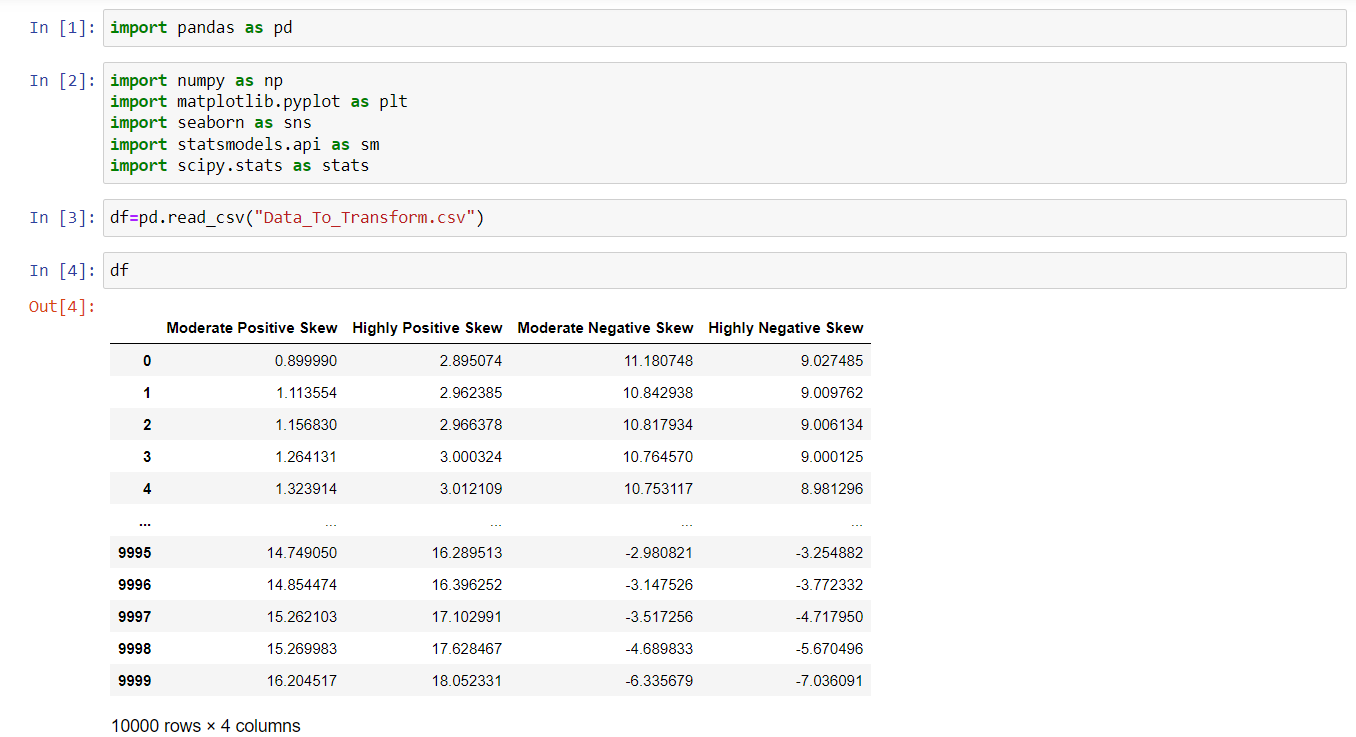 In [1]: import pandas as pd
In [2]: import numpy as np
import matplotlib.pyplot as plt
import seaborn as sns
import statsmodels.api as sm
import scipy.stats as stats
In [3]: df=pd.read_csv("Data_To_Transform.csv")
In [4]: df
Out[4]:
Moderate Positive Skew Highly Positive Skew Moderate Negative Skew Highly Negative Skew
0 0.899990 2.895074 11.180748 9.027485
1 1.113554 2.962385 10.842938 9.009762
2 1.156830 2.966378 10.817934 9.006134
3 1.264131 3.000324 10.764570 9.000125
4 1.323914 3.012109 10.753117 8.981296
... ... ... ... ...
9995 14.749050 16.289513 -2.980821 -3.254882
9996 14.854474 16.396252 -3.147526 -3.772332
9997 15.262103 17.102991 -3.517256 -4.717950
9998 15.269983 17.628467 -4.689833 -5.670496
9999 16.204517 18.052331 -6.335679 -7.036091
10000 rows × 4 columns